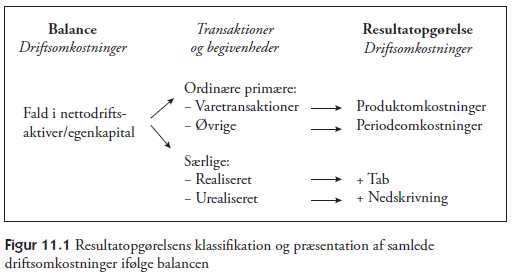 Balance
Driftsomkostninger
Transaktioner
og begivenheder
Resultatopgørelse
Driftsomkostninger
Fald i nettodrifts-
aktiver/egenkapital
Ordinære primære:
– Varetransaktioner
– Øvrige
Produktomkostninger
Periodeomkostninger
Særlige:
– Realiseret
– Urealiseret
+ Tab
+ Nedskrivning
Figur 11.1 Resultatopgørelsens klassifikation og præsentation af samlede
driftsomkostninger ifølge balancen